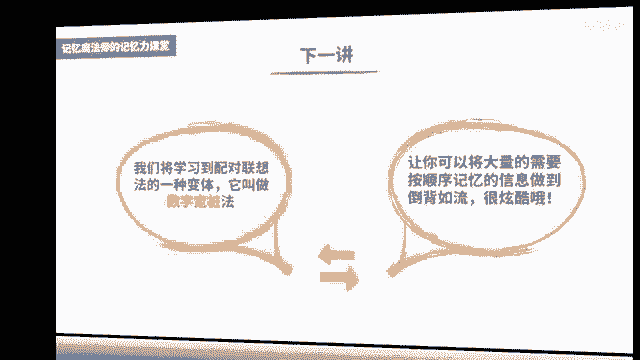 记忆魔法师的记忆力课堂
下一讲
我们将学习到配对联想
法的一种变体，它叫做
数字定桩法
让你可以将大量的需要
按顺序记忆的信息做到
倒背如流，很炫酷哦！